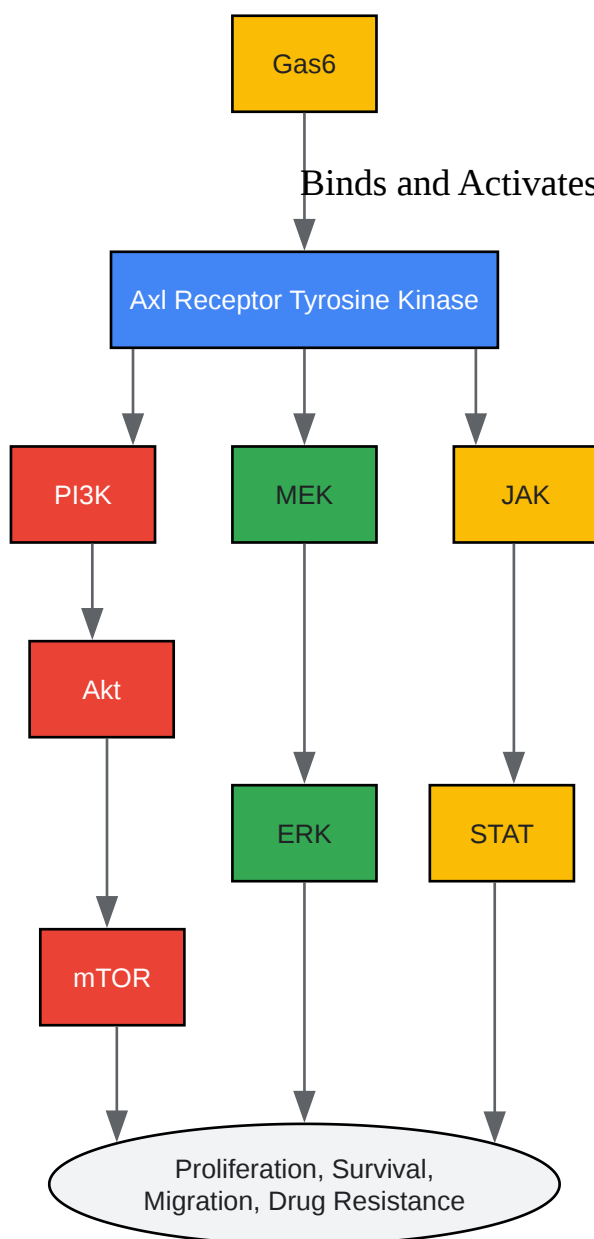 Gas6
Binds and Activates
Axl Receptor Tyrosine Kinase
PI3K
MEK
JAK
Akt
ERK
STAT
mTOR
Proliferation, Survival,
Migration, Drug Resistance